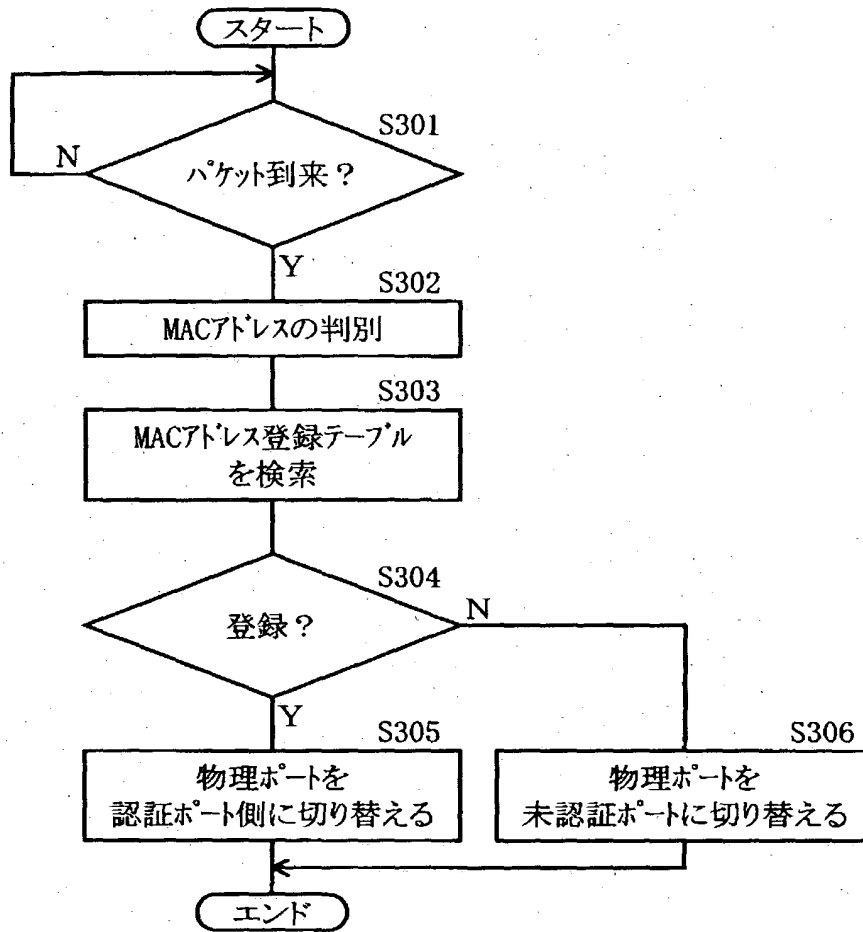 スタート
S301
N
パケット到来?
Y
S302
MACアドレスの判別
S303
MACアドレス登録テーブル
を検索
S304
N
登録?
Y
S305
物理ポートを
認証ポート側に切り替える
S306
物理ポートを
未認証ポートに切り替える
エンド